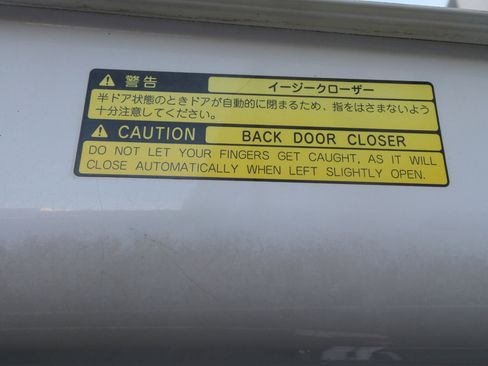 警告 イージークローザー
半ドア状態のときドアが自動的に閉まるため、指をはさまないよう
十分注意してください。
CAUTION BACK DOOR CLOSER
DO NOT LET YOUR FINGERS GET CAUGHT, AS IT WILL
CLOSE AUTOMATICALLY WHEN LEFT SLIGHTLY OPEN.